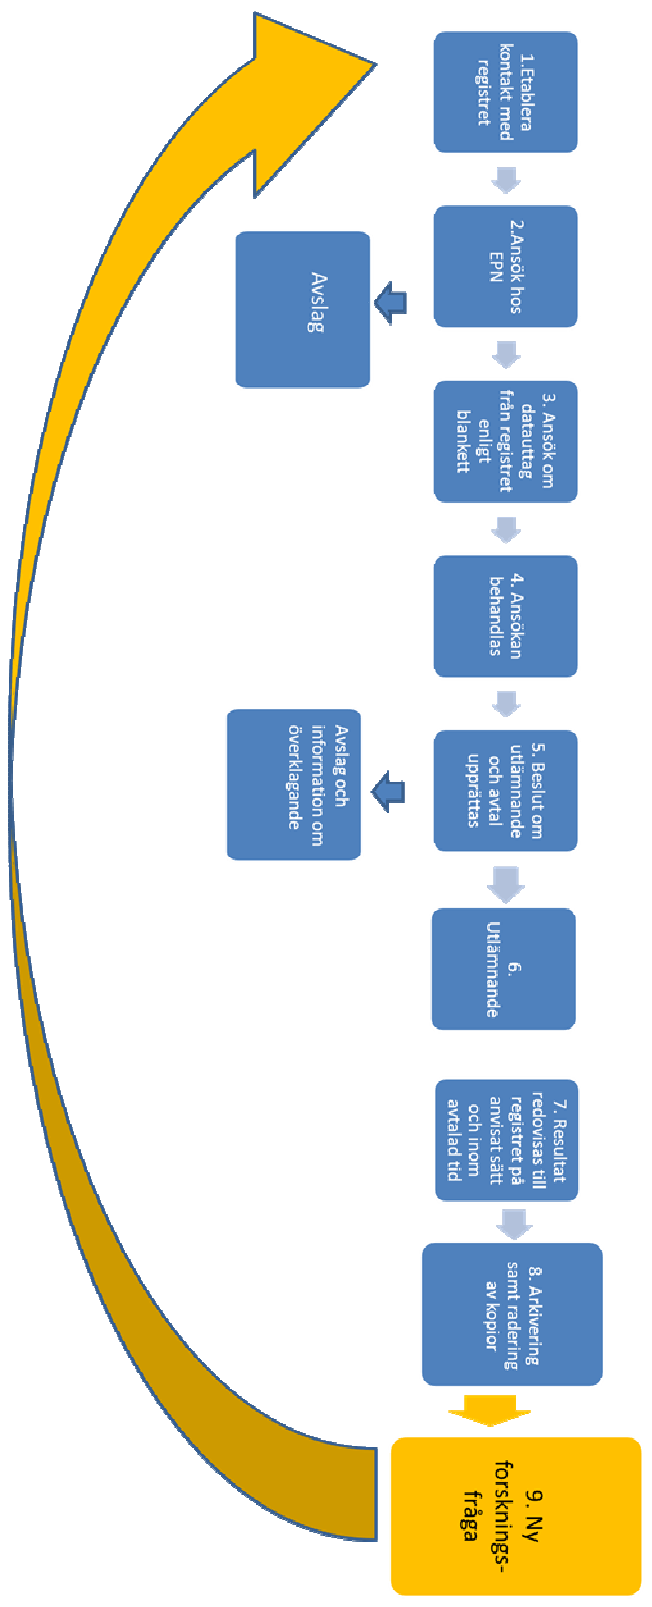 1.Etablera
kontakt med
registret
2.Ansök hos
EPN
Avslag
3. Ansök om
datauttag
från registret
enligt
blankett
4. Ansökan
behandlas
5. Beslut om
utlämnande
och avtal
upprättas
Avslag och
information om
överklagande
6.
Utlämnande
7. Resultat
redovisas till
registret på
anvisat sätt
och inom
avtalad tid
8. Arkivering
samt radering
av kopior
9. Ny
forsknings-
fråga